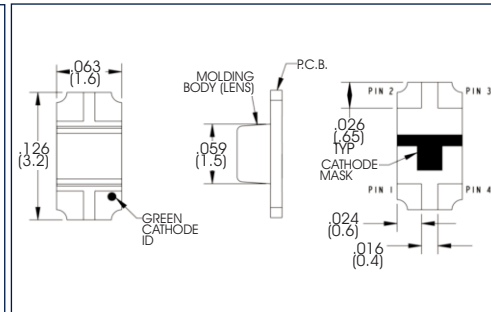 .063
(1.6)
.126
(3.2)
GREEN
CATHODE
ID
MOLDING
BODY (LENS)
P.C.B.
.059
(1.5)
PIN 2
PIN 3
.026
(.65)
TYP
CATHODE
MASK
PIN 1
PIN 4
.024
(0.6)
.016
(0.4)